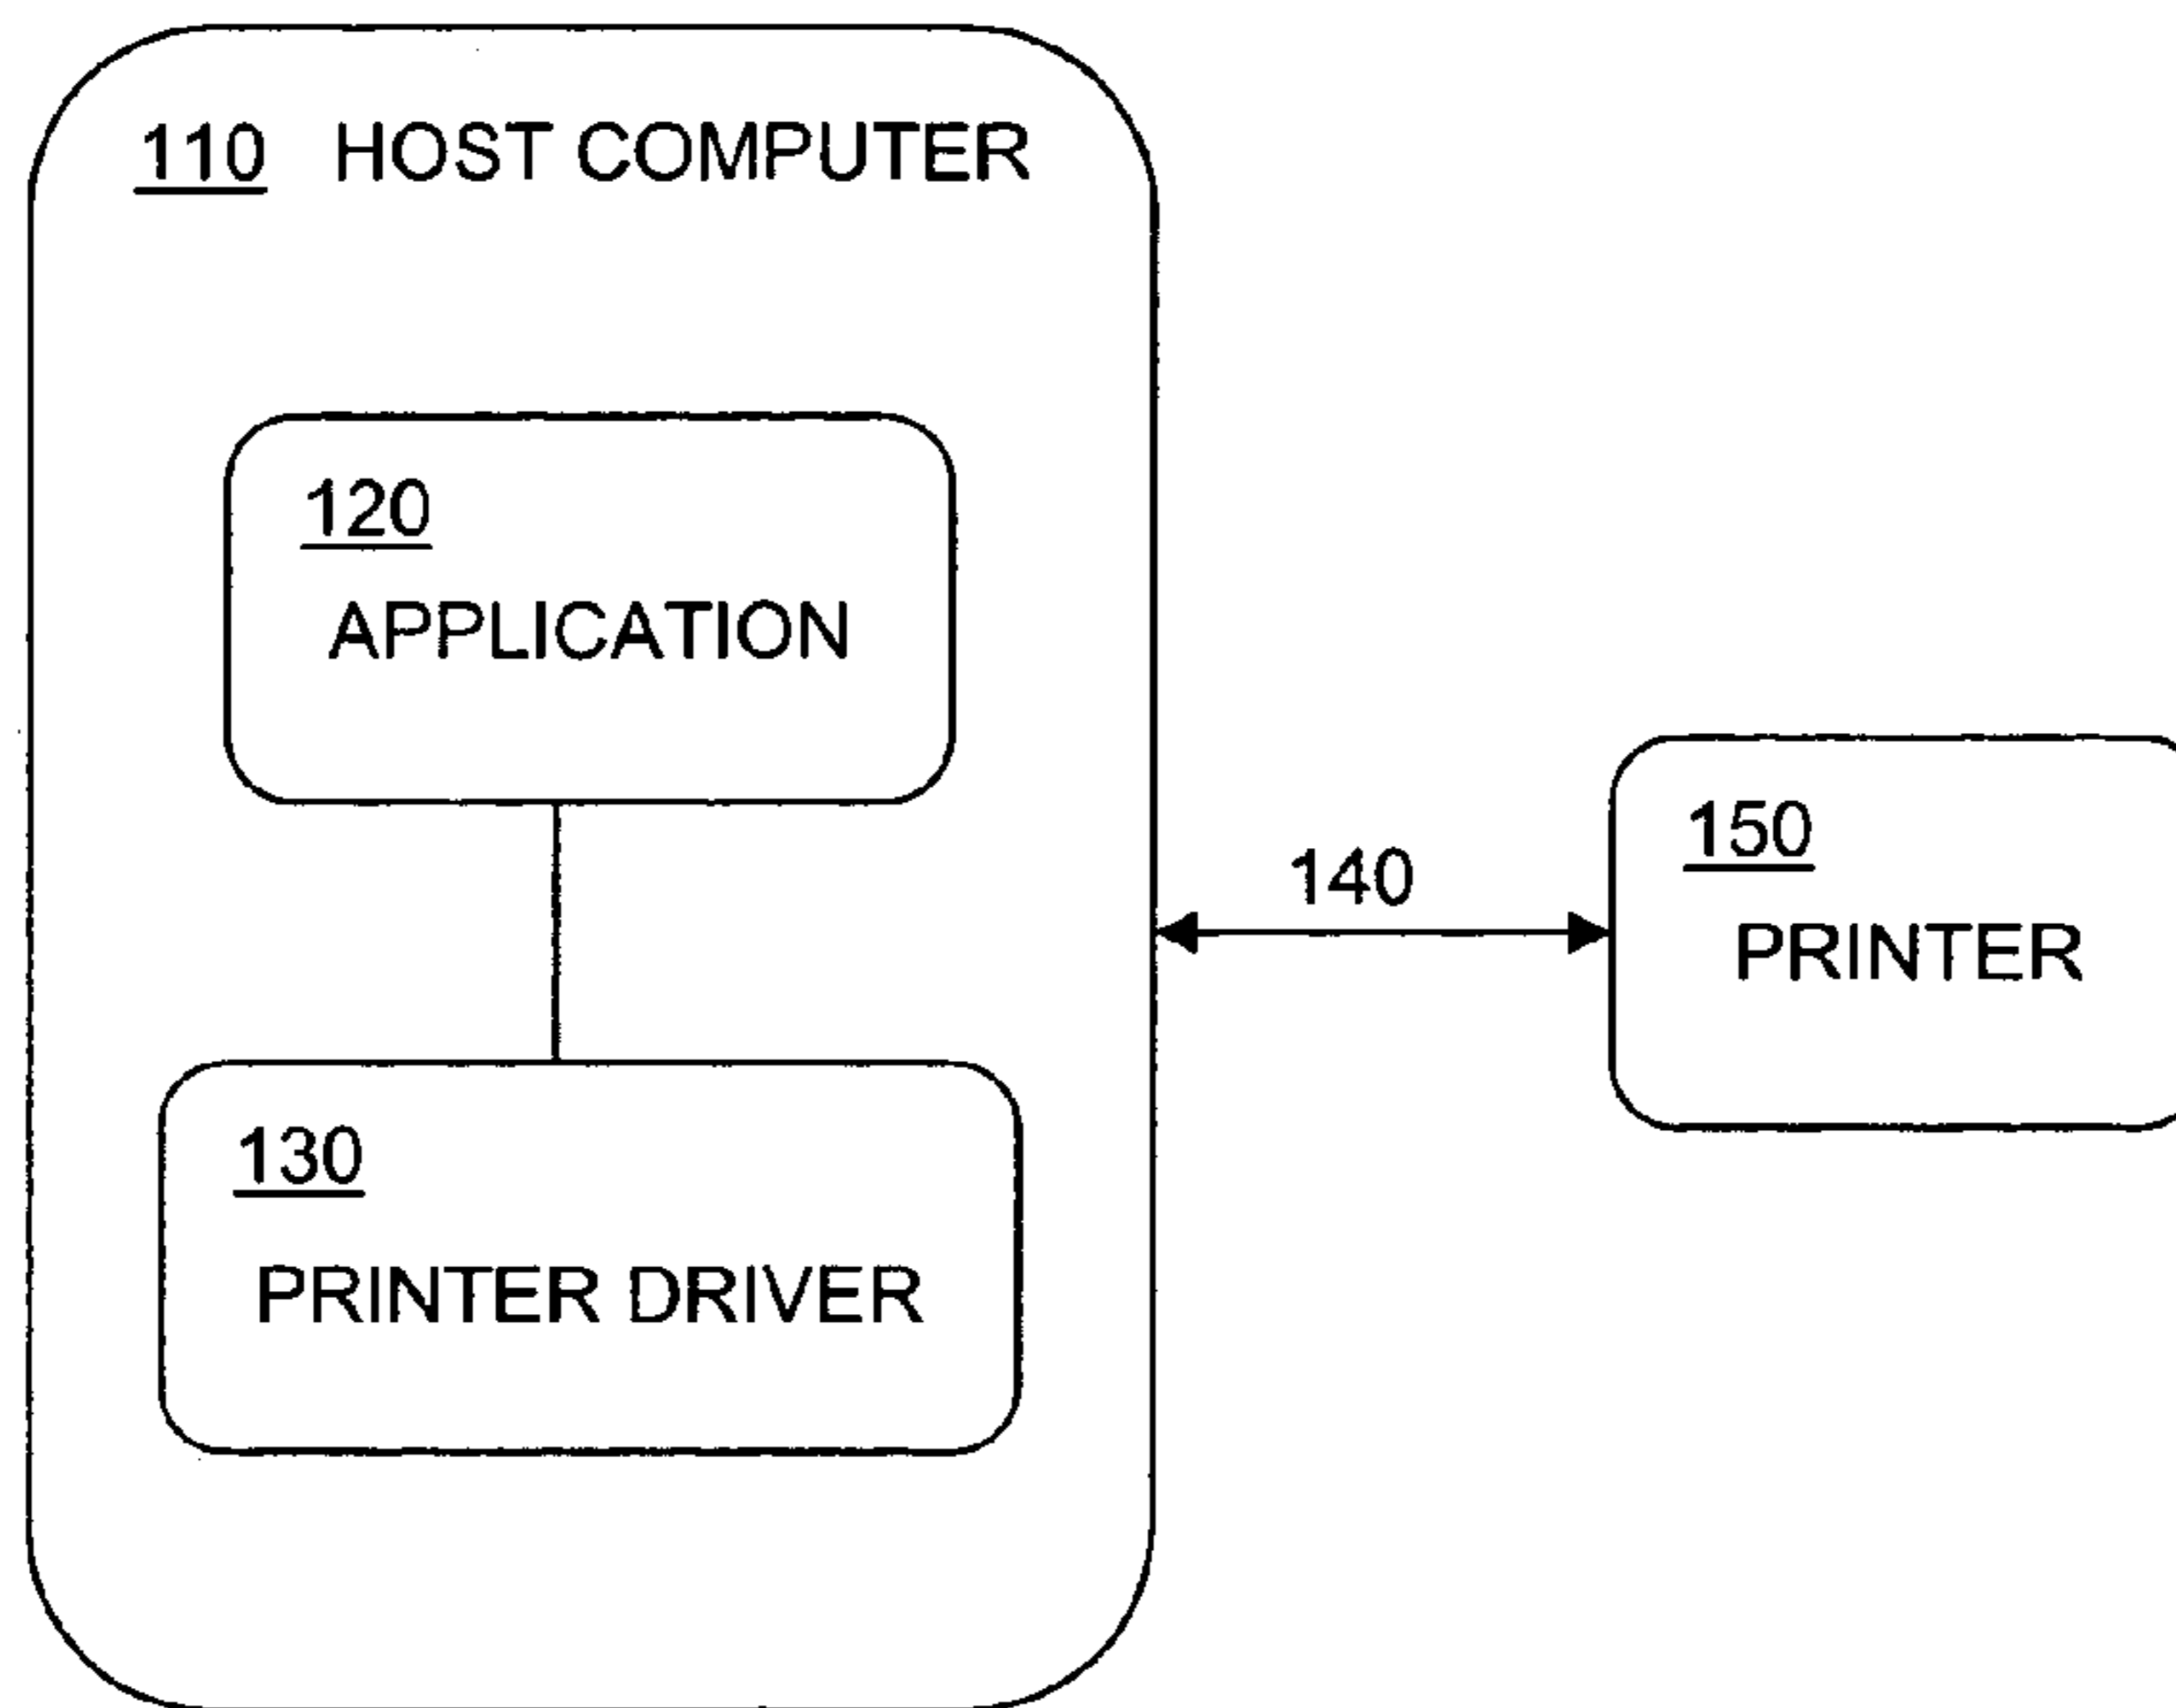 110 HOST COMPUTER
120
APPLICATION
140
150
PRINTER
130
PRINTER DRIVER